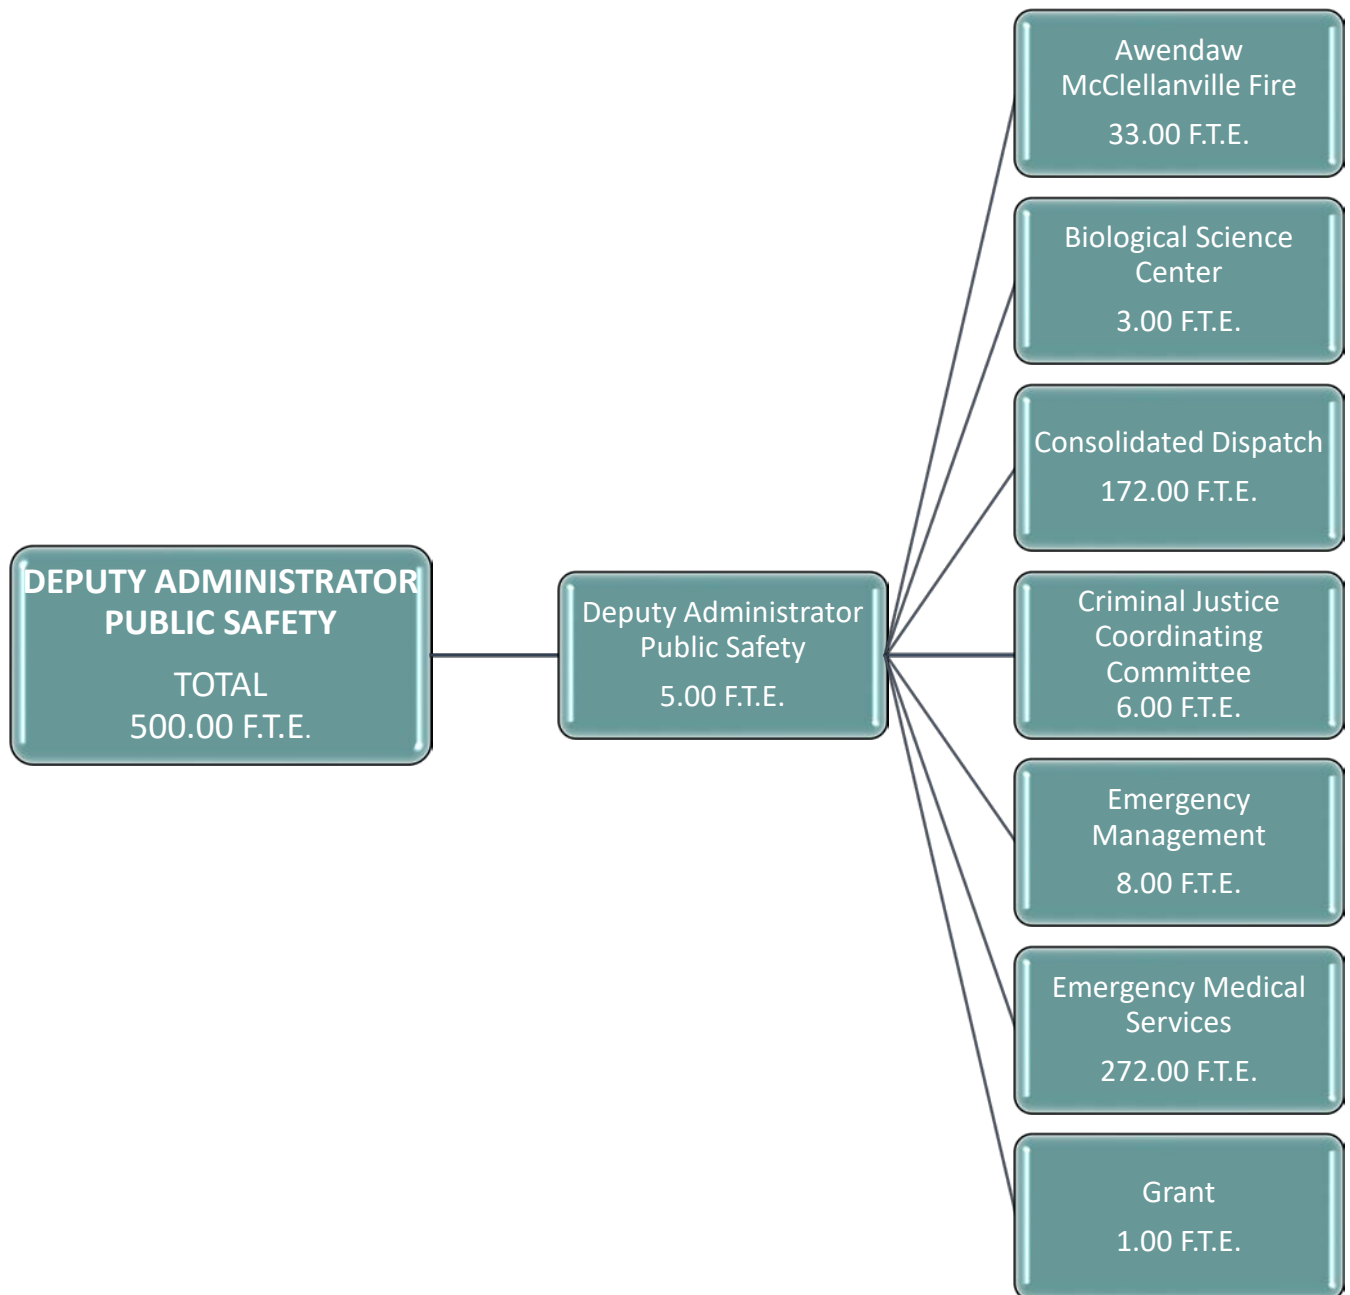 DEPUTY ADMINISTRATOR
PUBLIC SAFETY
TOTAL
500.00 F.T.E.
Deputy Administrator
Public Safety
5.00 F.T.E.
Awendaw
McClellanville Fire
33.00 F.T.E.
Biological Science
Center
3.00 F.T.E.
Consolidated Dispatch
172.00 F.T.E.
Criminal Justice
Coordinating
Committee
6.00 F.T.E.
Emergency
Management
8.00 F.T.E.
Emergency Medical
Services
272.00 F.T.E.
Grant
1.00 F.T.E.